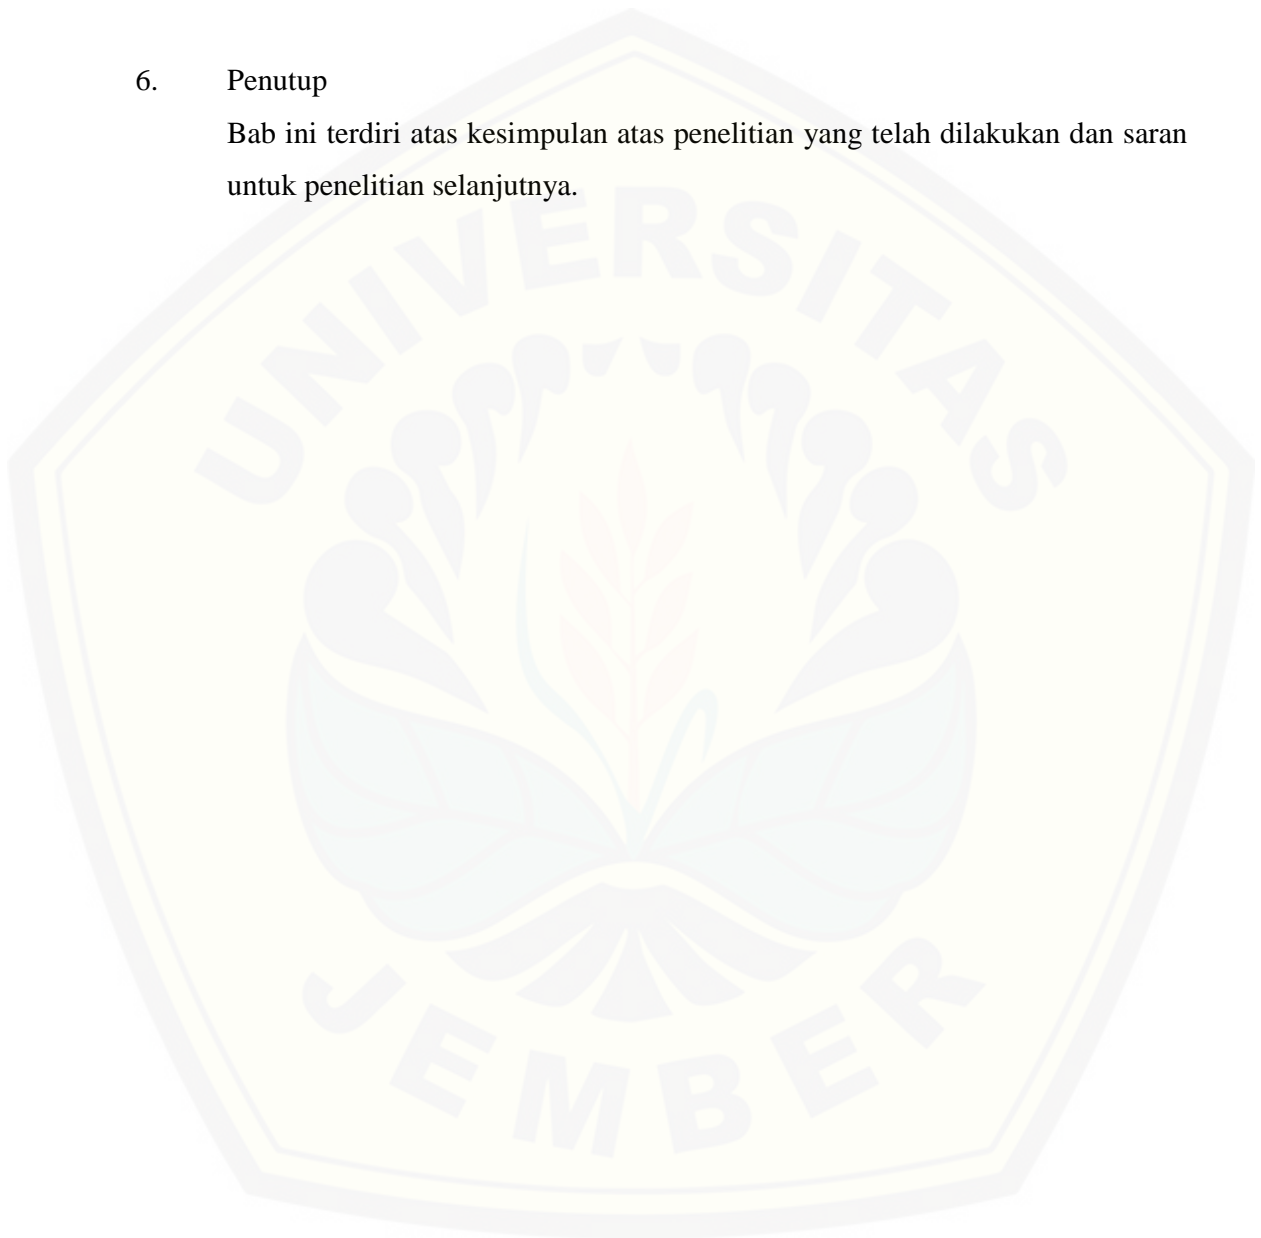 6. Penutup
Bab ini terdiri atas kesimpulan atas penelitian yang telah dilakukan dan saran
untuk penelitian selanjutnya.
UNIVERSITAS
JEMBER